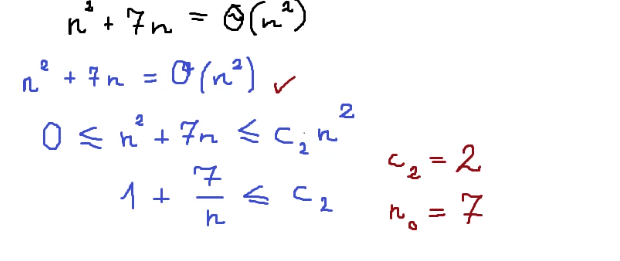 n² + 7n = Θ(n²)
n² + 7n = O(n²) ✓
0 ≤ n² + 7n ≤ c₂n²
1 + 7/n ≤ c₂
c₂ = 2
n₀ = 7